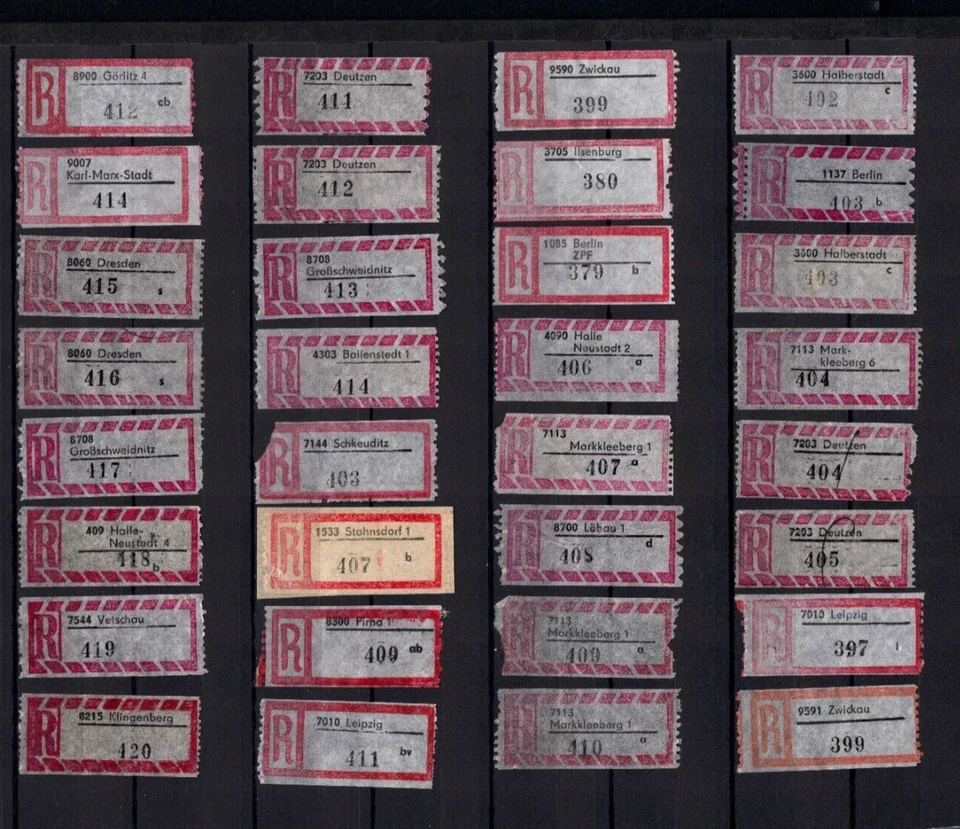 R 8900 Görlitz 4
412 cb
R 9007
Karl-Marx-Stadt
414
R 8060 Dresden
415 s
R 8060 Dresden
416 s
R 8708
Großschweidnitz
417
R 409 Halle-
Neustadt 4
418 b
R 7544 Vetschau
419
R 8215 Klingenberg
420
R 7203 Deutzen
411
R 7203 Deutzen
412
R 8708
Großschweidnitz
413
R 4303 Ballenstedt 1
414
R 7144 Schkeuditz
403
R 1533 Stahnsdorf 1
407 b
R 8300 Pirna 1
409 ab
R 7010 Leipzig
411 bv
R 9590 Zwickau
399
R 3705 Ilsenburg
380
R 1085 Berlin
ZPF
379 b
R 4090 Halle
Neustadt 2
406 a
R 7113
Markkleeberg 1
407 a
R 8700 Löbau 1
408 d
R 7113
Markkleeberg 1
409 a
R 7113
Markkleeberg 1
410 a
R 3600 Halberstadt
402 c
R 1137 Berlin
403 b
R 3600 Halberstadt
403 c
R 7113 Mark-
kleeberg 6
404
R 7203 Deutzen
404
R 7203 Deutzen
405
R 7010 Leipzig
397 l
R 9591 Zwickau
399